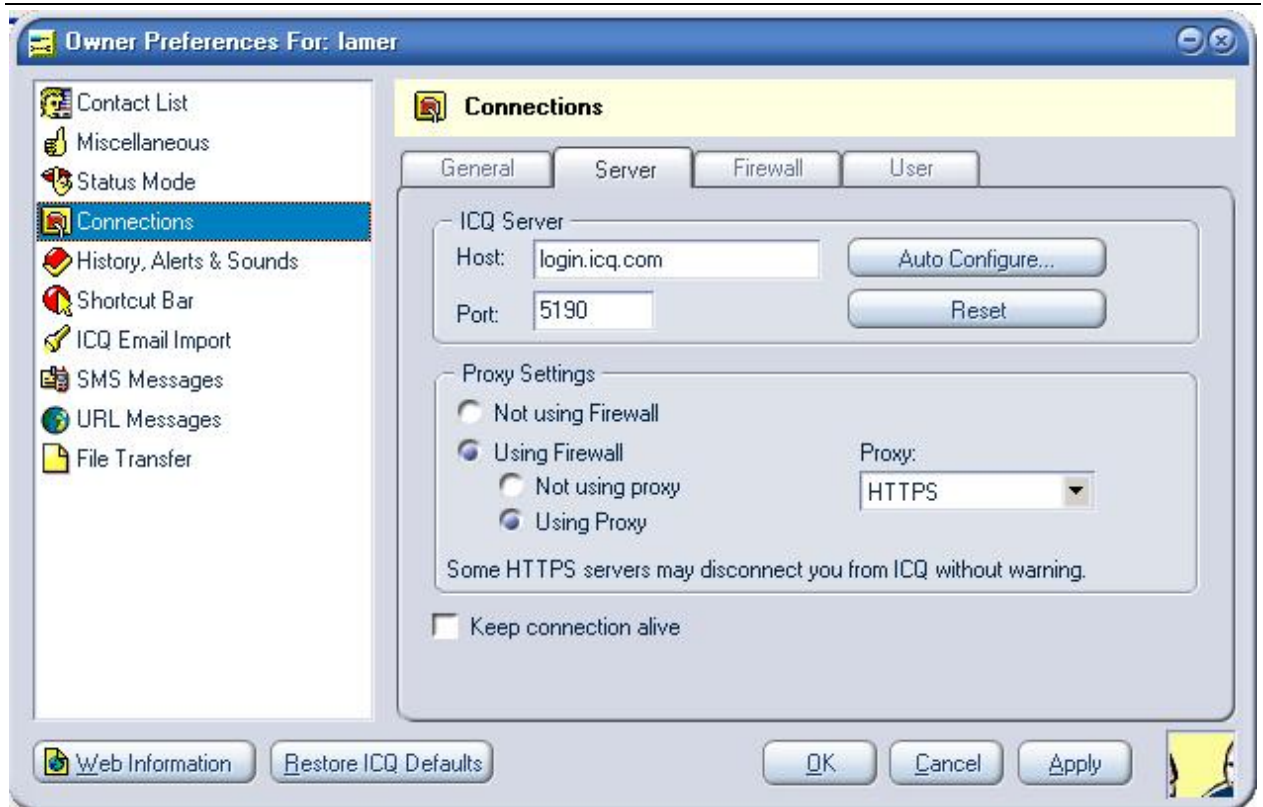 Owner Preferences For: lamer
Contact List
Miscellaneous
Status Mode
Connections
History, Alerts & Sounds
Shortcut Bar
ICQ Email Import
SMS Messages
URL Messages
File Transfer
Connections
General
Server
Firewall
User
ICQ Server
Host:
login.icq.com
Auto Configure...
Port:
5190
Reset
Proxy Settings
Not using Firewall
Using Firewall
Proxy:
Not using proxy
HTTPS
Using Proxy
Some HTTPS servers may disconnect you from ICQ without warning.
Keep connection alive
Web Information
Restore ICQ Defaults
OK
Cancel
Apply